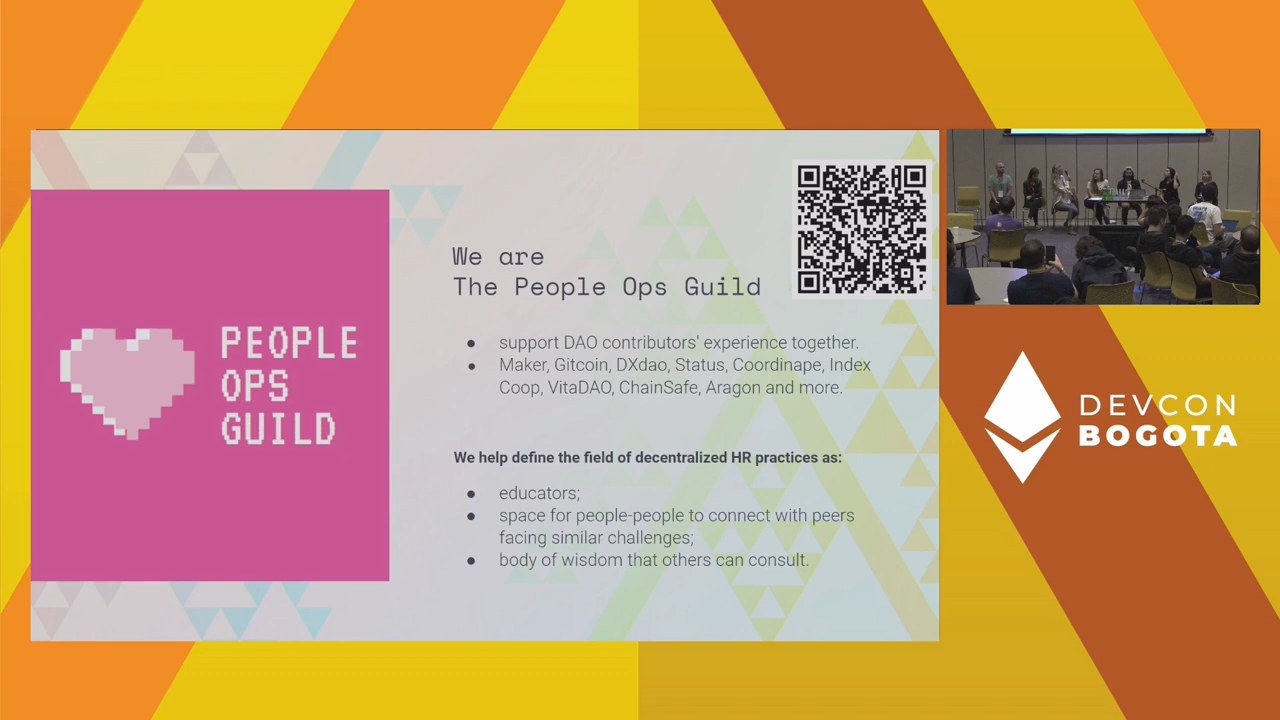 We are
The People Ops Guild
● support DAO contributors' experience together.
● Maker, Gitcoin, DXdao, Status, Coordinape, Index
Coop, VitaDAO, ChainSafe, Aragon and more.
We help define the field of decentralized HR practices as:
● educators;
● space for people-people to connect with peers
facing similar challenges;
● body of wisdom that others can consult.
PEOPLE
OPS
GUILD
DEVCON
BOGOTA